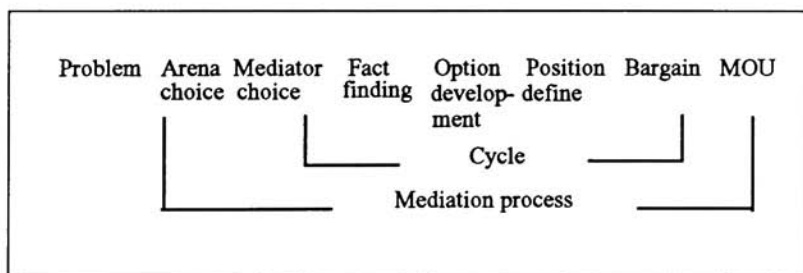 Problem Arena Mediator Fact Option Position Bargain MOU
choice choice finding develop- define
ment
Cycle
Mediation process